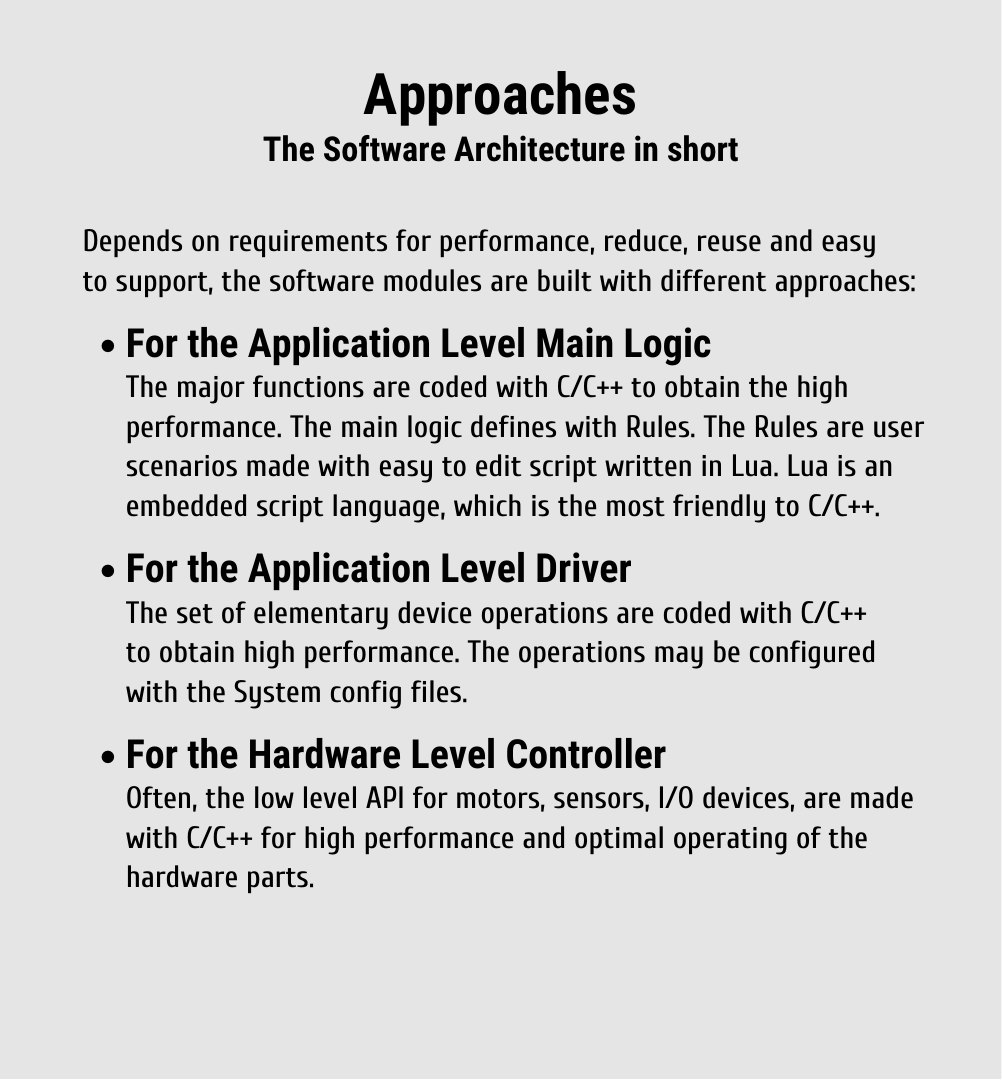 Approaches
The Software Architecture in short
Depends on requirements for performance, reduce, reuse and easy
to support, the software modules are built with different approaches:
• For the Application Level Main Logic
The major functions are coded with C/C++ to obtain the high
performance. The main logic defines with Rules. The Rules are user
scenarios made with easy to edit script written in Lua. Lua is an
embedded script language, which is the most friendly to C/C++.
• For the Application Level Driver
The set of elementary device operations are coded with C/C++
to obtain high performance. The operations may be configured
with the System config files.
• For the Hardware Level Controller
Often, the low level API for motors, sensors, I/O devices, are made
with C/C++ for high performance and optimal operating of the
hardware parts.